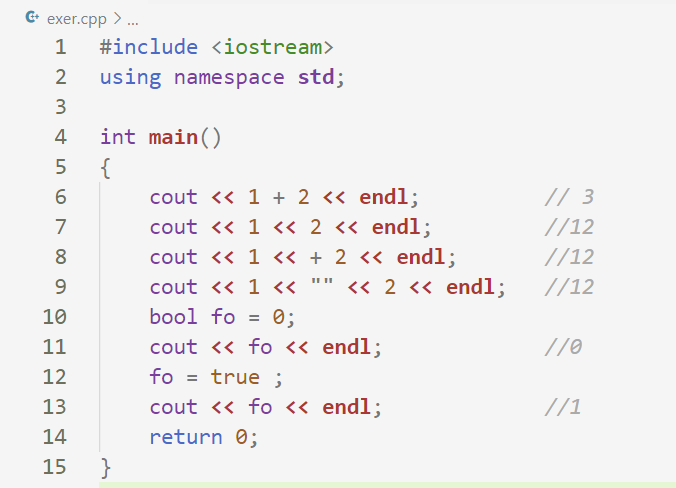 exer.cpp > ...
1 #include <iostream>
2 using namespace std;
3
4 int main()
5 {
6     cout << 1 + 2 << endl;          // 3
7     cout << 1 << 2 << endl;         //12
8     cout << 1 << + 2 << endl;       //12
9     cout << 1 << "" << 2 << endl;   //12
10     bool fo = 0;
11     cout << fo << endl;             //0
12     fo = true ;
13     cout << fo << endl;             //1
14     return 0;
15 }